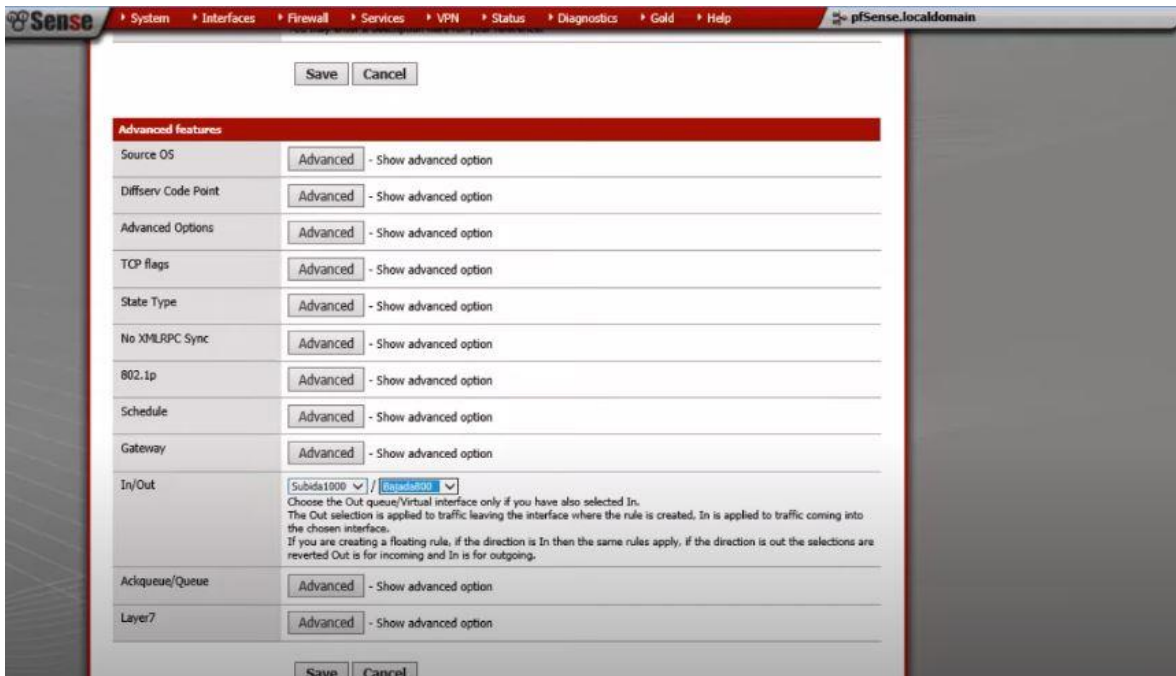 Sense
System Interfaces Firewall Services VPN Status Diagnostics Gold Help pfSense.localdomain
You may enter a description here for your reference.
Save Cancel
Advanced features
Source OS Advanced - Show advanced option
Diffserv Code Point Advanced - Show advanced option
Advanced Options Advanced - Show advanced option
TCP flags Advanced - Show advanced option
State Type Advanced - Show advanced option
No XMLRPC Sync Advanced - Show advanced option
802.1p Advanced - Show advanced option
Schedule Advanced - Show advanced option
Gateway Advanced - Show advanced option
In/Out Subida1000 / Bajada800
Choose the Out queue/Virtual interface only if you have also selected In.
The Out selection is applied to traffic leaving the interface where the rule is created, In is applied to traffic coming into
the chosen interface.
If you are creating a floating rule, if the direction is In then the same rules apply, if the direction is out the selections are
reverted Out is for incoming and In is for outgoing.
Ackqueue/Queue Advanced - Show advanced option
Layer7 Advanced - Show advanced option
Save Cancel